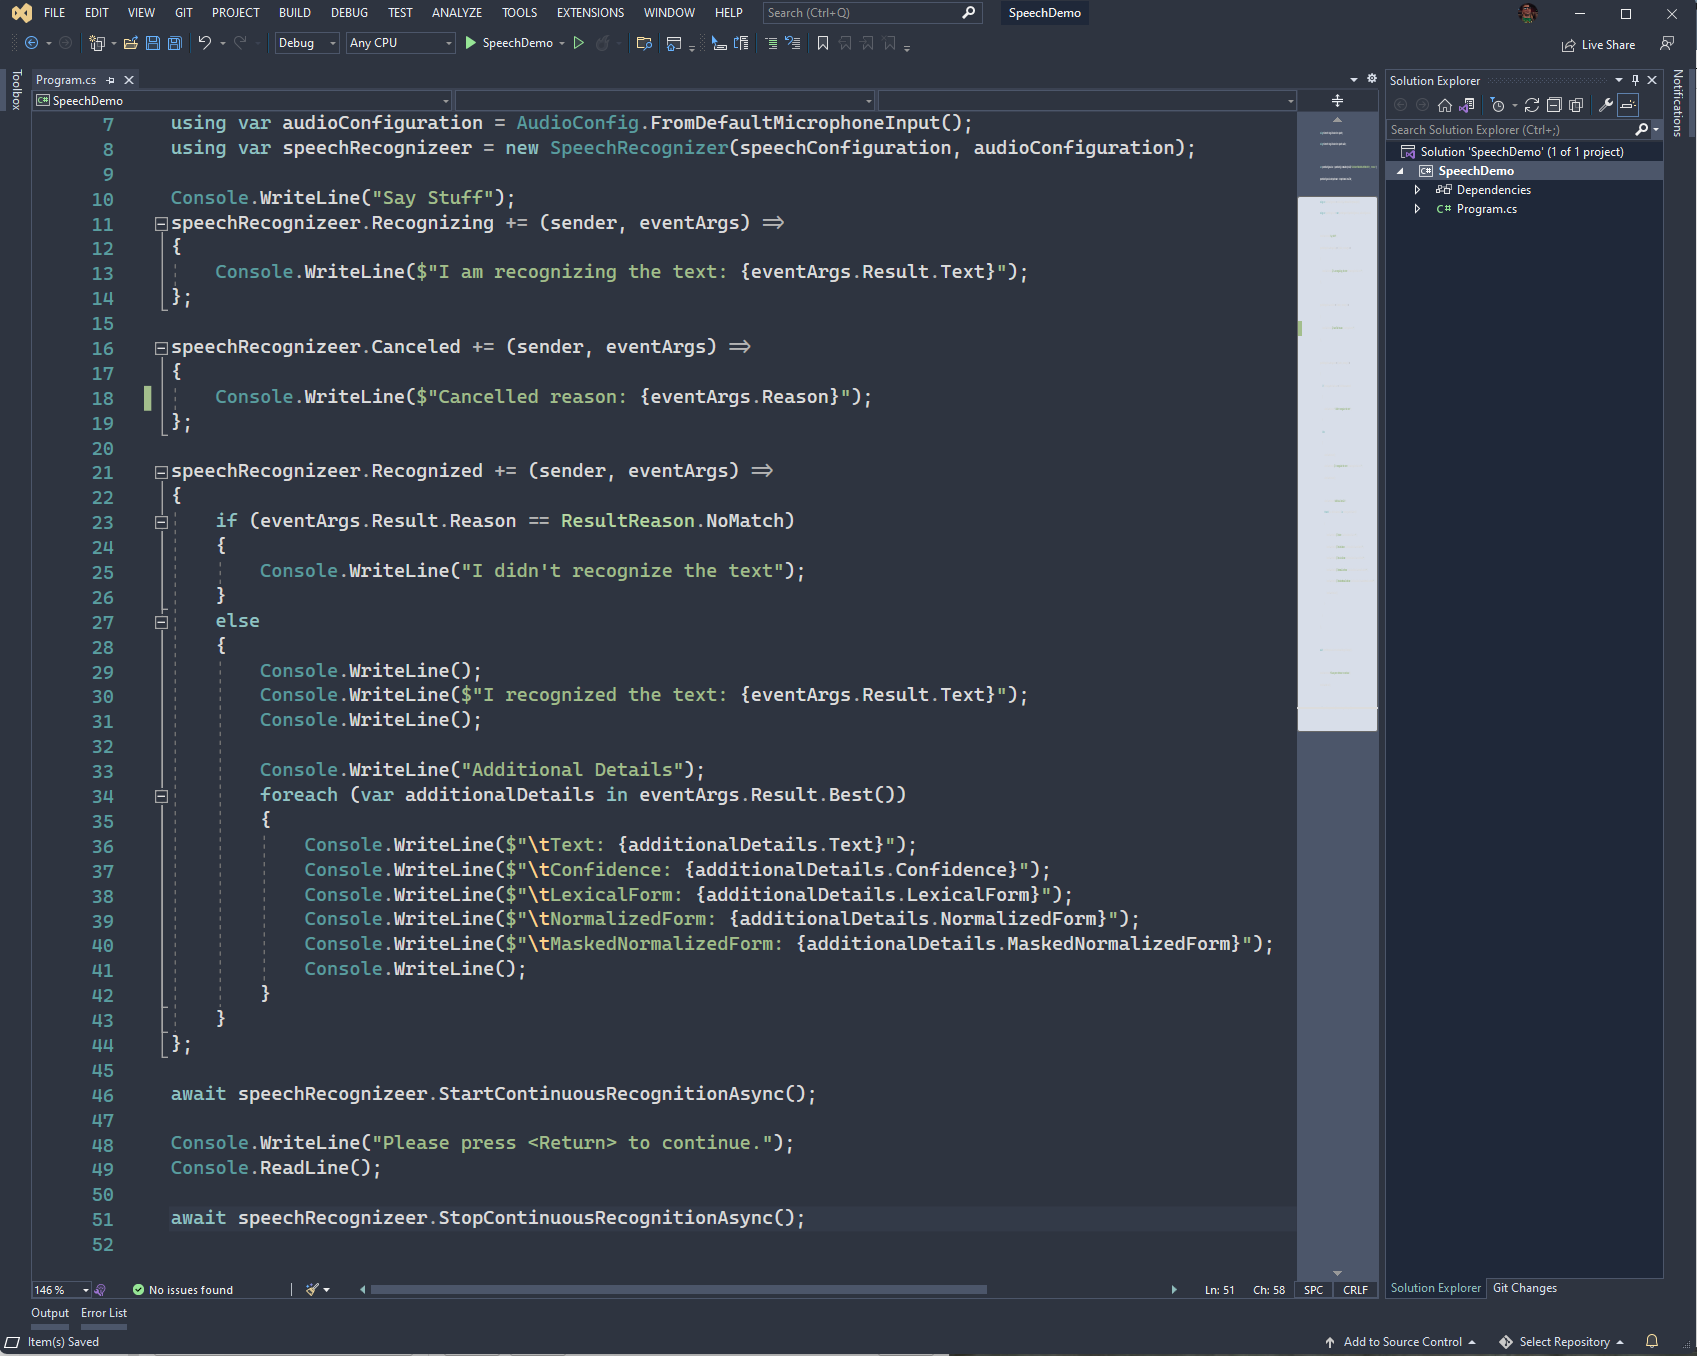 FILE EDIT VIEW GIT PROJECT BUILD DEBUG TEST ANALYZE TOOLS EXTENSIONS WINDOW HELP Search (Ctrl+Q) SpeechDemo
Debug Any CPU SpeechDemo Live Share
Toolbox
Program.cs
C# SpeechDemo
7 using var audioConfiguration = AudioConfig.FromDefaultMicrophoneInput();
8 using var speechRecognizeer = new SpeechRecognizer(speechConfiguration, audioConfiguration);
9
10 Console.WriteLine("Say Stuff");
11 speechRecognizeer.Recognizing += (sender, eventArgs) =>
12 {
13 Console.WriteLine($"I am recognizing the text: {eventArgs.Result.Text}");
14 };
15
16 speechRecognizeer.Canceled += (sender, eventArgs) =>
17 {
18 Console.WriteLine($"Cancelled reason: {eventArgs.Reason}");
19 };
20
21 speechRecognizeer.Recognized += (sender, eventArgs) =>
22 {
23 if (eventArgs.Result.Reason == ResultReason.NoMatch)
24 {
25 Console.WriteLine("I didn't recognize the text");
26 }
27 else
28 {
29 Console.WriteLine();
30 Console.WriteLine($"I recognized the text: {eventArgs.Result.Text}");
31 Console.WriteLine();
32
33 Console.WriteLine("Additional Details");
34 foreach (var additionalDetails in eventArgs.Result.Best())
35 {
36 Console.WriteLine($"\tText: {additionalDetails.Text}");
37 Console.WriteLine($"\tConfidence: {additionalDetails.Confidence}");
38 Console.WriteLine($"\tLexicalForm: {additionalDetails.LexicalForm}");
39 Console.WriteLine($"\tNormalizedForm: {additionalDetails.NormalizedForm}");
40 Console.WriteLine($"\tMaskedNormalizedForm: {additionalDetails.MaskedNormalizedForm}");
41 Console.WriteLine();
42 }
43 }
44 };
45
46 await speechRecognizeer.StartContinuousRecognitionAsync();
47
48 Console.WriteLine("Please press <Return> to continue.");
49 Console.ReadLine();
50
51 await speechRecognizeer.StopContinuousRecognitionAsync();
52
146 % No issues found Ln: 51 Ch: 58 SPC CRLF
Solution Explorer
Search Solution Explorer (Ctrl+;)
Solution 'SpeechDemo' (1 of 1 project)
C# SpeechDemo
Dependencies
C# Program.cs
Solution Explorer Git Changes
Notifications
Output Error List
Item(s) Saved Add to Source Control Select Repository